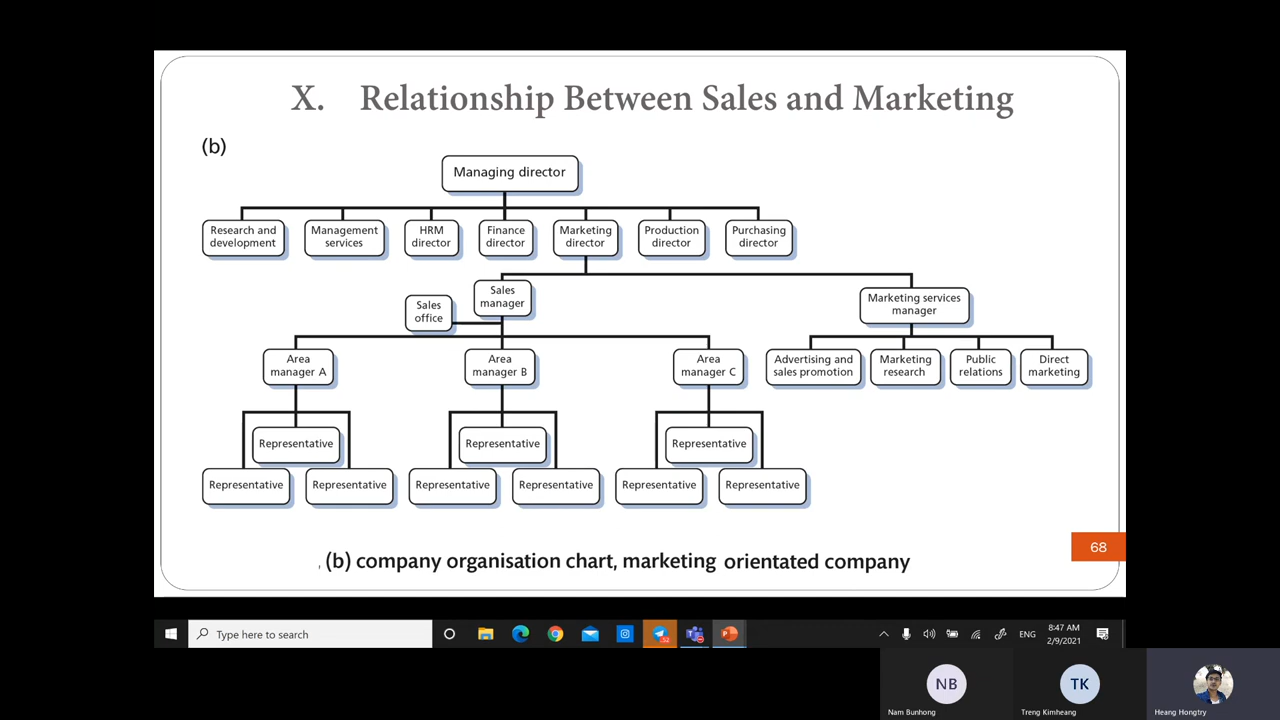 X. Relationship Between Sales and Marketing
(b)
Managing director
Research and
development
Management
services
HRM
director
Finance
director
Marketing
director
Production
director
Purchasing
director
Sales
office
Sales
manager
Marketing services
manager
Area
manager A
Area
manager B
Area
manager C
Advertising and
sales promotion
Marketing
research
Public
relations
Direct
marketing
Representative
Representative
Representative
Representative
Representative
Representative
Representative
Representative
Representative
(b) company organisation chart, marketing orientated company
68
Type here to search
ENG
8:47 AM
2/9/2021
NB
TK
Nam Bunhong
Treng Kimheang
Heang Hongtry